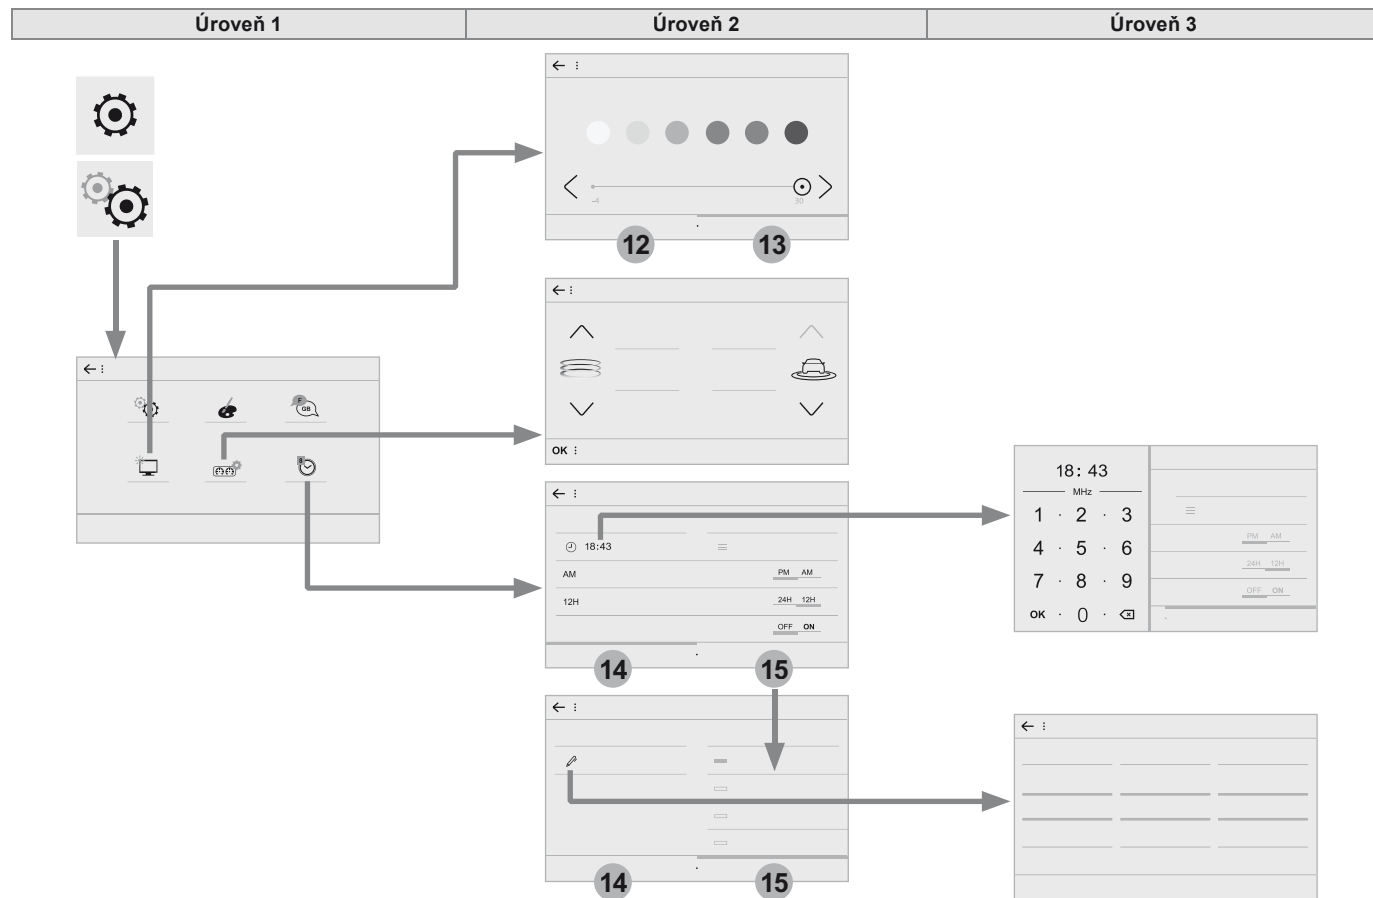 Úroveň 1
Úroveň 2
Úroveň 3
-4
30
12
13
F
GB
8
OK
18:43
AM
PM AM
12H
24H 12H
OFF ON
14
15
18:43
MHz
1 · 2 · 3
4 · 5 · 6
7 · 8 · 9
OK · 0 ·
PM AM
24H 12H
OFF ON
14
15